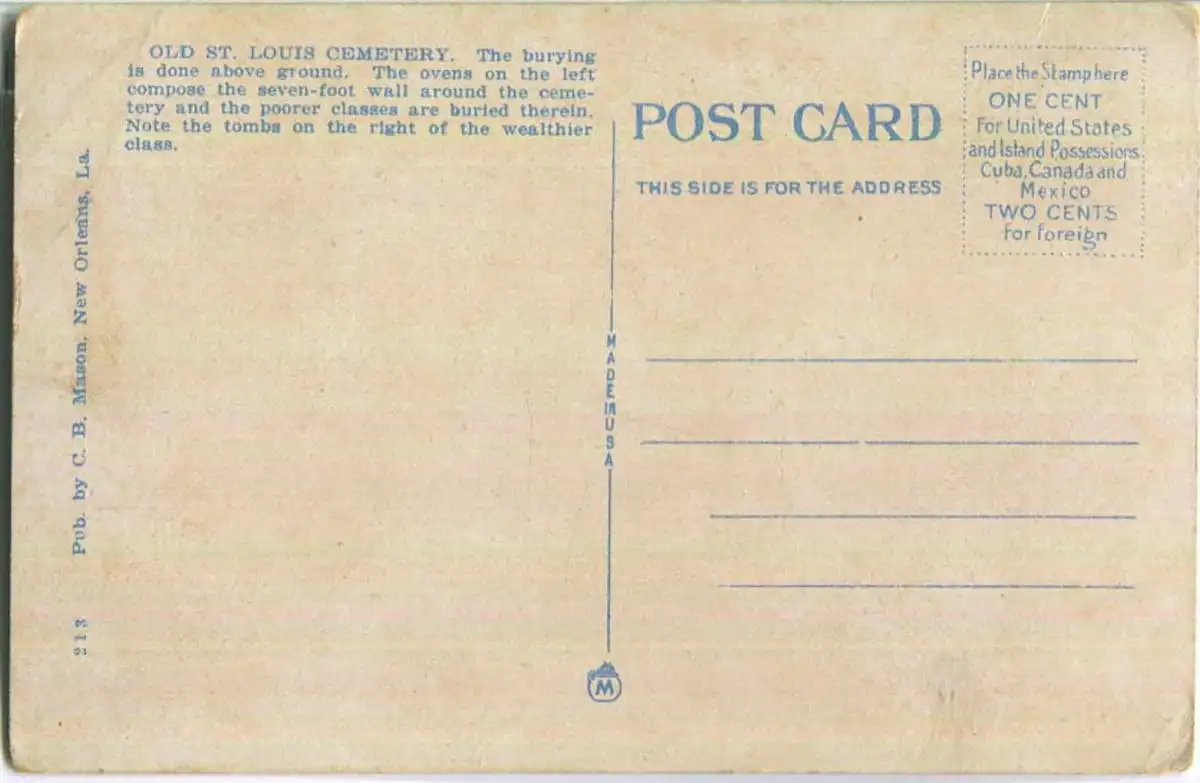 OLD ST. LOUIS CEMETERY. The burying
is done above ground. The ovens on the left
compose the seven-foot wall around the ceme-
tery and the poorer classes are buried therein.
Note the tombs on the right of the wealthier
class.
213 Pub. by C. B. Mason, New Orleans, La.
MADE IN USA
M
POST CARD
THIS SIDE IS FOR THE ADDRESS
Place the Stamp here
ONE CENT
For United States
and Island Possessions
Cuba, Canada and
Mexico
TWO CENTS
for foreign